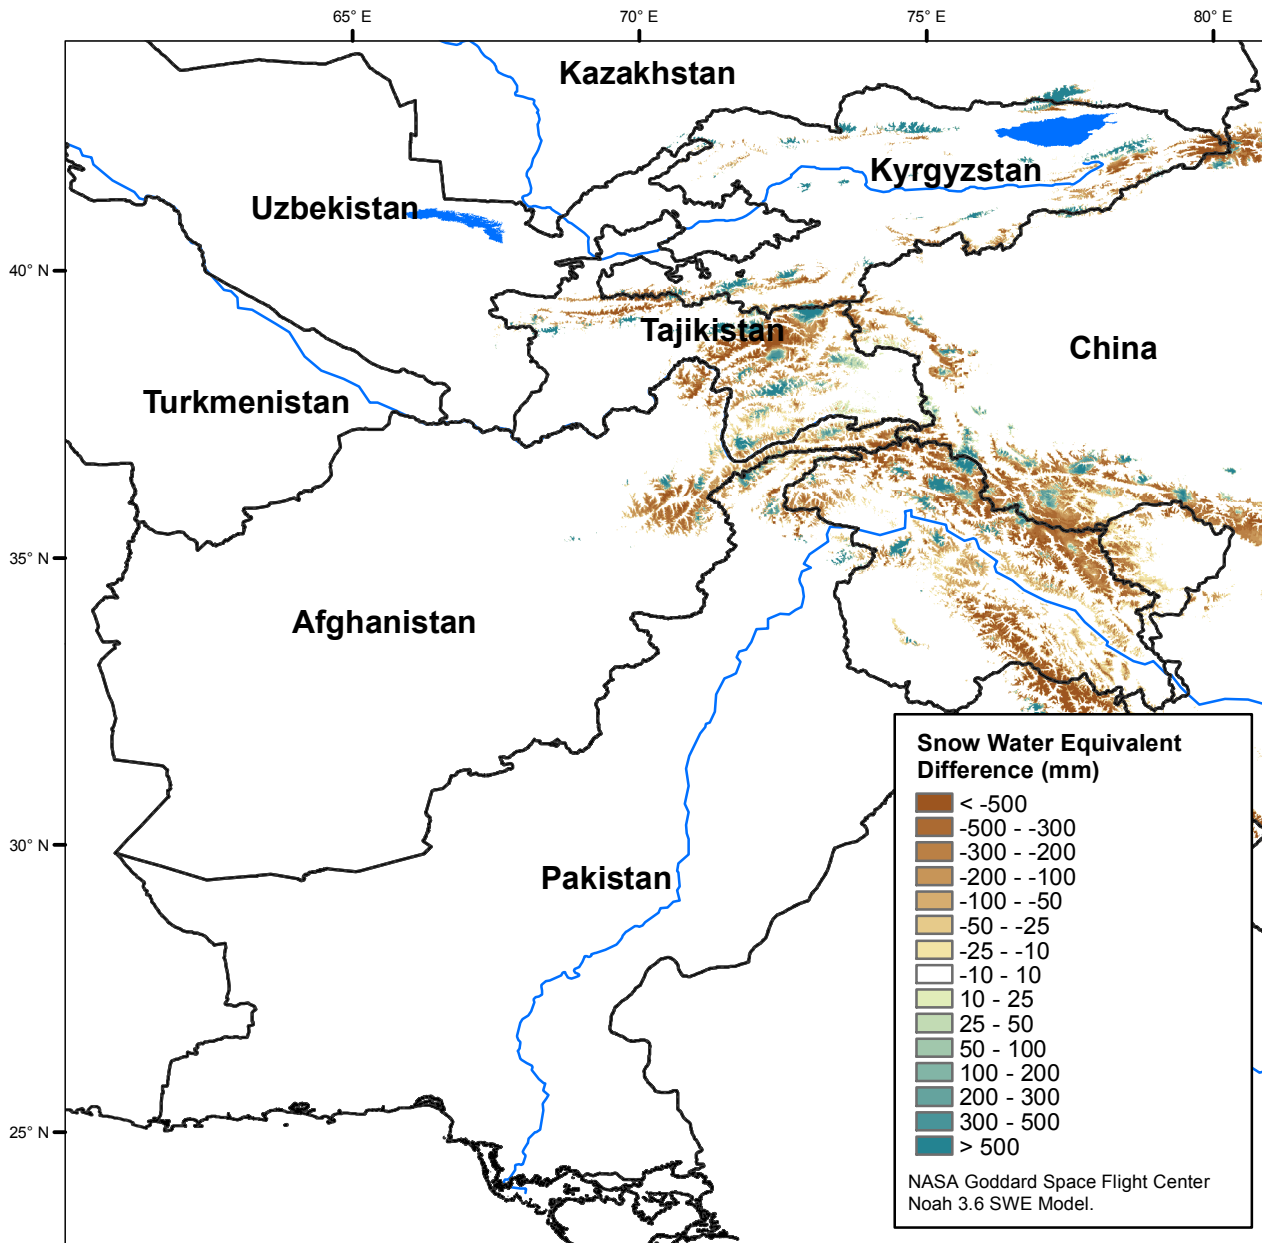 65° E
70° E
75° E
80° E
Kazakhstan
Kyrgyzstan
Uzbekistan
40° N
Tajikistan
China
Turkmenistan
35° N
Afghanistan
Snow Water Equivalent
Difference (mm)
< -500
-500 - -300
-300 - -200
-200 - -100
-100 - -50
-50 - -25
-25 - -10
-10 - 10
10 - 25
25 - 50
50 - 100
100 - 200
200 - 300
300 - 500
> 500
NASA Goddard Space Flight Center
Noah 3.6 SWE Model.
30° N
Pakistan
25° N